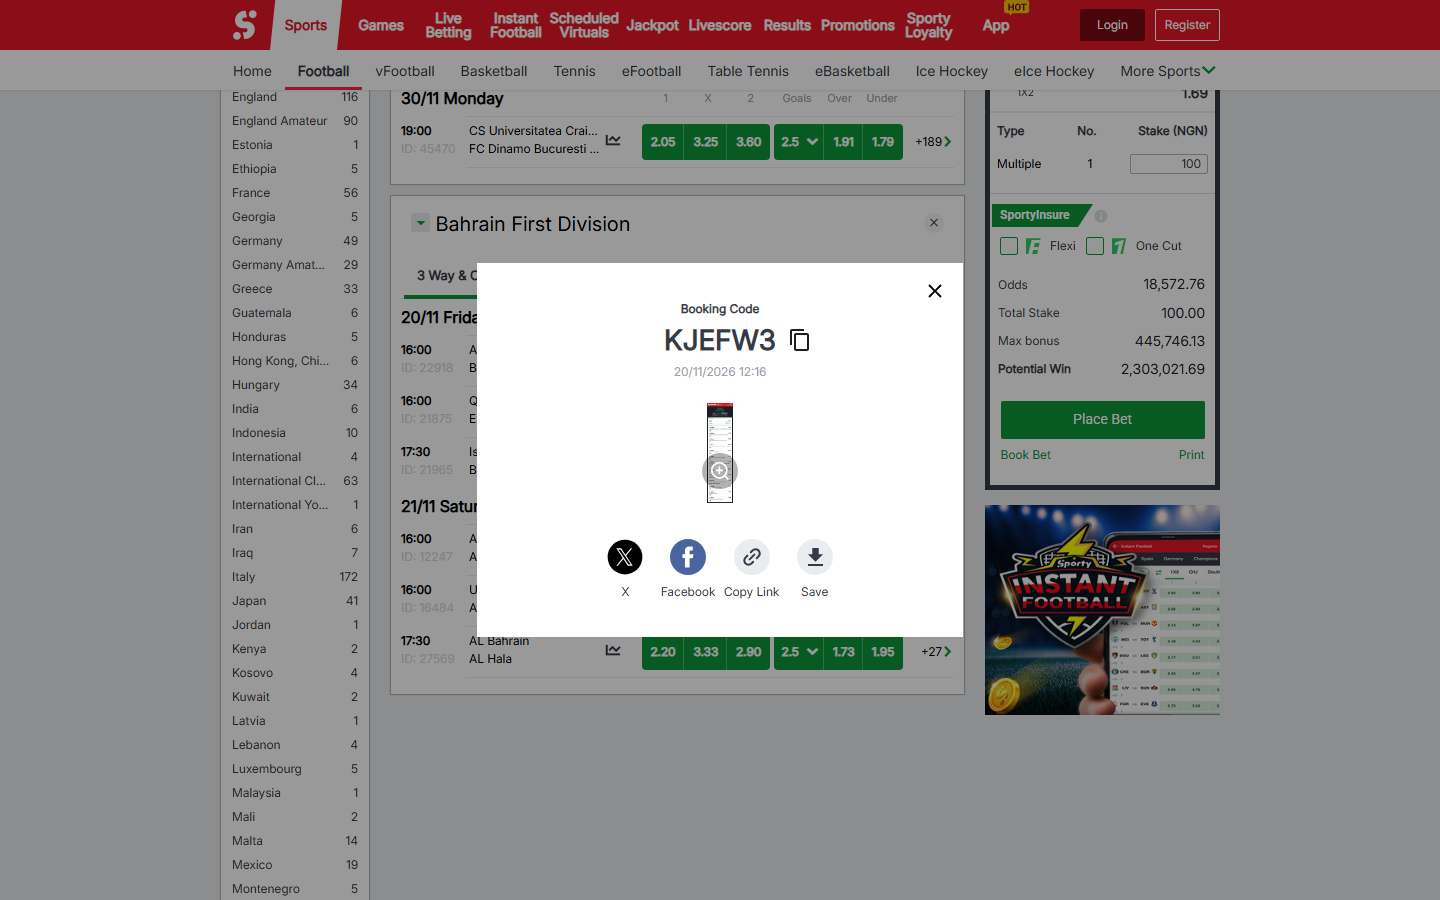 Sports
Games
Live Betting
Instant Football
Scheduled Virtuals
Jackpot
Livescore
Results
Promotions
Sporty Loyalty
App
HOT
Login
Register
Home
Football
vFootball
Basketball
Tennis
eFootball
Table Tennis
eBasketball
Ice Hockey
eIce Hockey
More Sports
England 116
England Amateur 90
Estonia 1
Ethiopia 5
France 56
Georgia 5
Germany 49
Germany Amat... 29
Greece 33
Guatemala 6
Honduras 5
Hong Kong, Chi... 6
Hungary 34
India 6
Indonesia 10
International 4
International Cl... 63
International Yo... 1
Iran 6
Iraq 7
Italy 172
Japan 41
Jordan 1
Kenya 2
Kosovo 4
Kuwait 2
Latvia 1
Lebanon 4
Luxembourg 5
Malaysia 1
Mali 2
Malta 14
Mexico 19
Montenegro 5
30/11 Monday 1 X 2 Goals Over Under
19:00 CS Universitatea Crai...
ID: 45470 FC Dinamo Bucuresti ...
2.05 3.25 3.60 2.5 1.91 1.79 +189
Bahrain First Division
3 Way & O
20/11 Frida
16:00 A
ID: 22918 B
16:00 Q
ID: 21875 E
17:30 Is
ID: 21965 B
21/11 Satur
16:00 A
ID: 12247 A
16:00 U
ID: 16484 A
17:30 AL Bahrain
ID: 27569 AL Hala
2.20 3.33 2.90 2.5 1.73 1.95 +27
Booking Code
KJEFW3
20/11/2026 12:16
X
Facebook
Copy Link
Save
1X2 1.69
Type No. Stake (NGN)
Multiple 1 100
SportyInsure
Flexi One Cut
Odds 18,572.76
Total Stake 100.00
Max bonus 445,746.13
Potential Win 2,303,021.69
Place Bet
Book Bet Print
Sporty
INSTANT
FOOTBALL